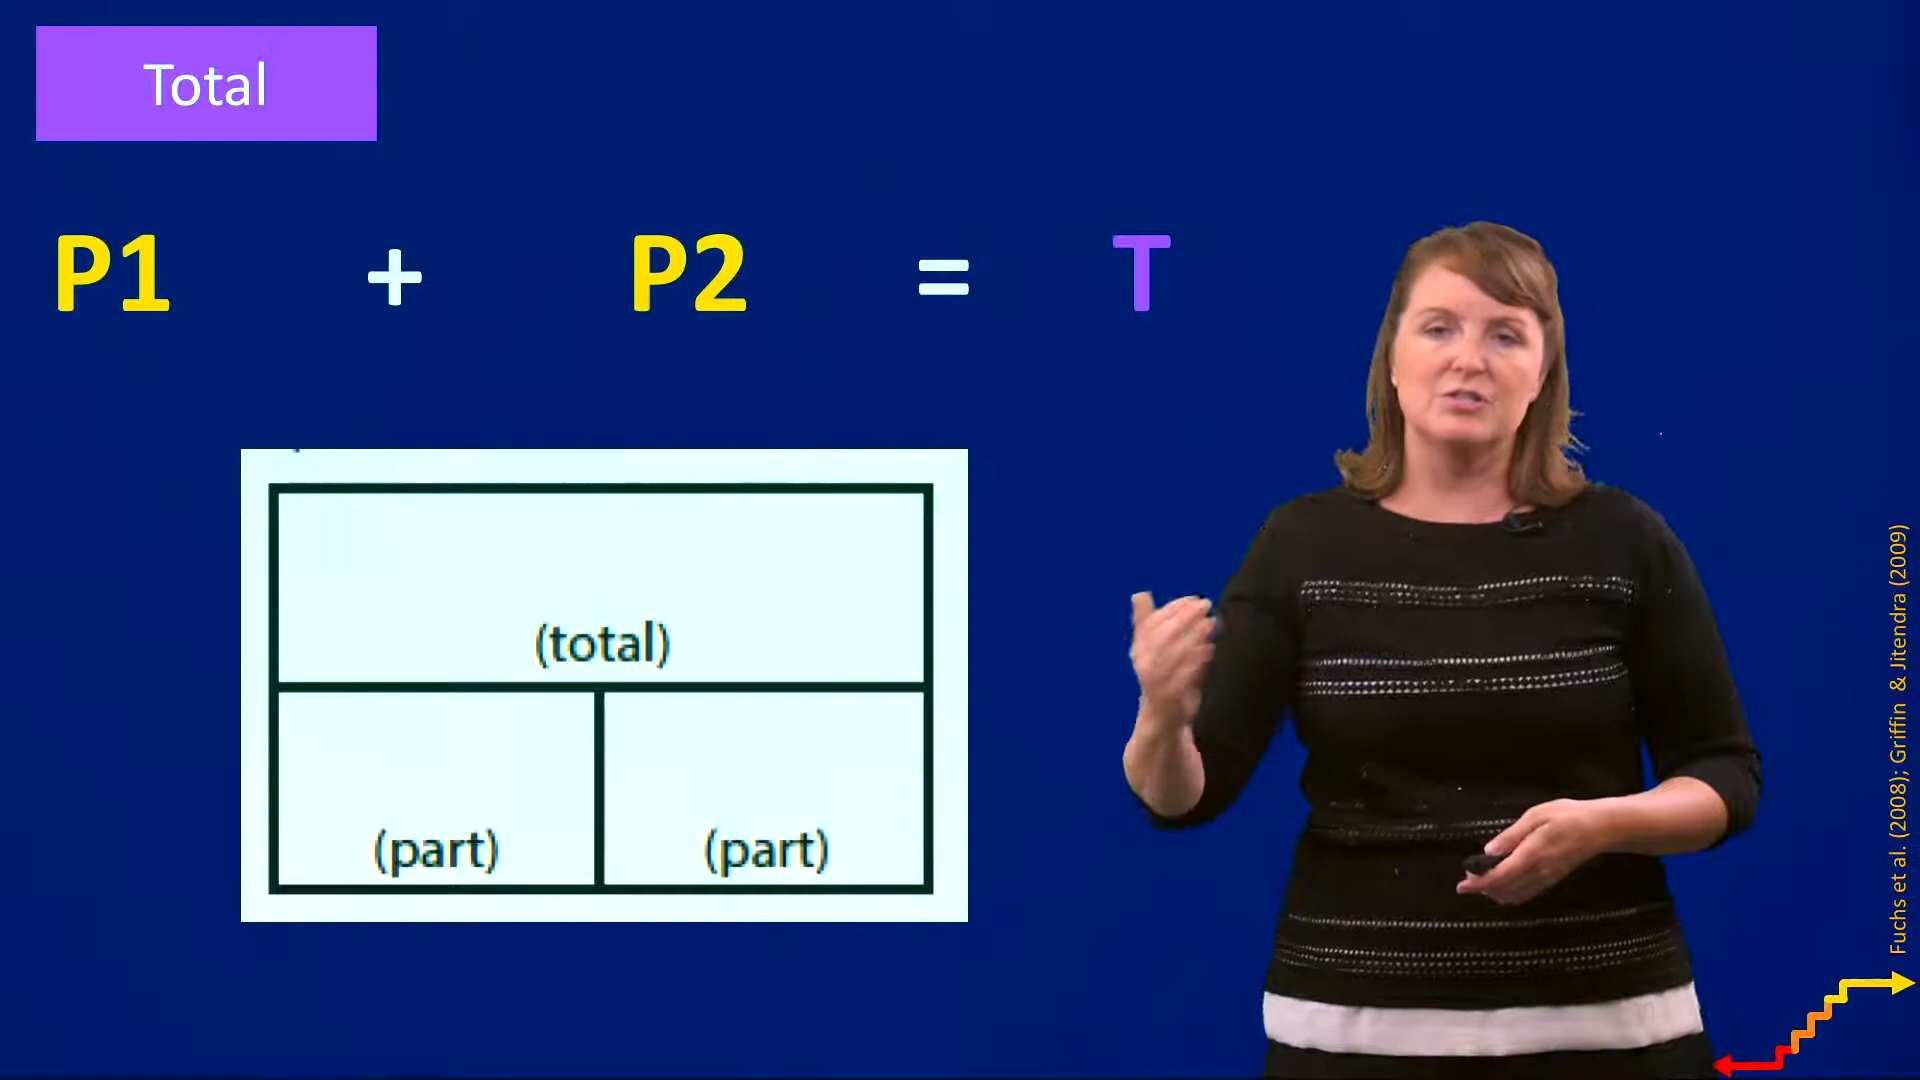 Total
P1 + P2 = T
(total)
(part) (part)
Fuchs et al. (2008); Griffin & Jitendra (2009)